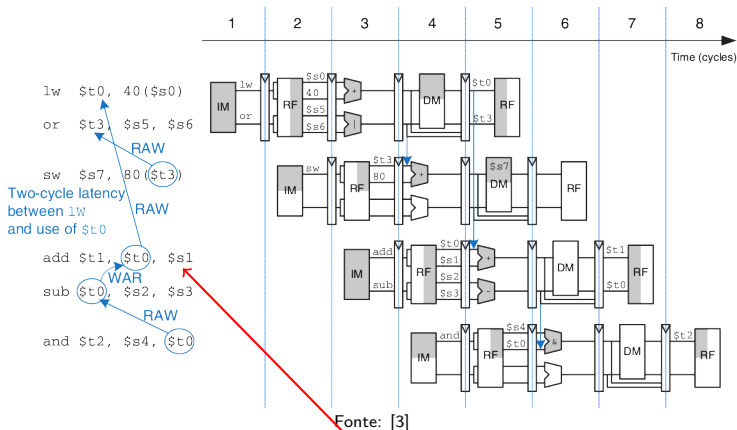 1 2 3 4 5 6 7 8
Time (cycles)
lw $t0, 40($s0)
or $t3, $s5, $s6
RAW
sw $s7, 80($t3)
Two-cycle latency
between lW
and use of $t0
RAW
add $t1, $t0, $s1
WAR
sub $t0, $s2, $s3
RAW
and $t2, $s4, $t0
IM lw or RF $s0 40 $s5 $s6 + | DM $t0 $t3 RF
IM sw RF $t3 80 + $s7 DM RF
IM add sub RF $t0 $s1 $s2 $s3 + - DM $t1 $t0 RF
IM and RF $s4 $t0 & DM $t2 RF
Fonte: [3]